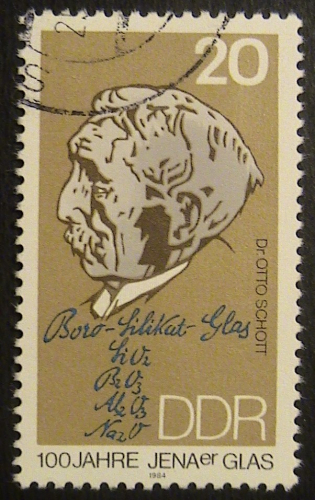 20
Dr. OTTO SCHOTT
Boro-Silikat-Glas
SiO2
B2O3
Al2O3
Na2O
DDR
100 JAHRE JENAer GLAS
1984